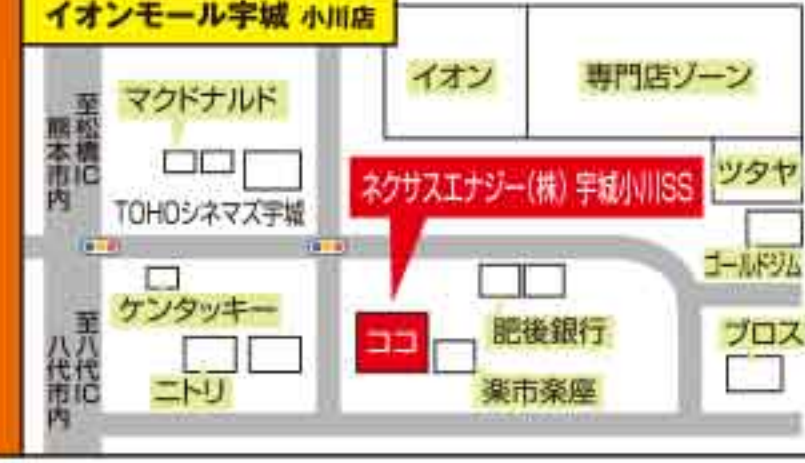 イオンモール宇城 小川店
至松橋IC
熊本市内
マクドナルド
TOHOシネマズ宇城
イオン
専門店ゾーン
ツタヤ
ネクサスエナジー(株) 宇城小川SS
ゴールドジム
至八代IC
八代市内
ケンタッキー
ニトリ
ココ
肥後銀行
楽市楽座
ブロス